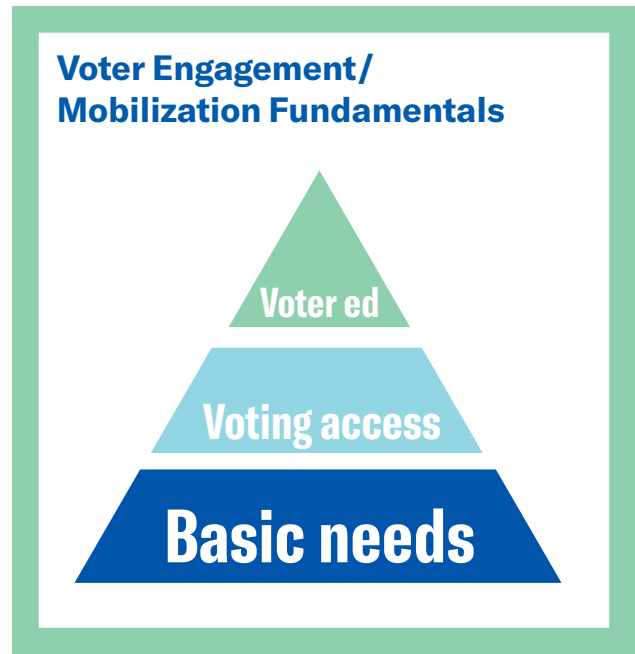 Voter Engagement/
Mobilization Fundamentals
Voter ed
Voting access
Basic needs